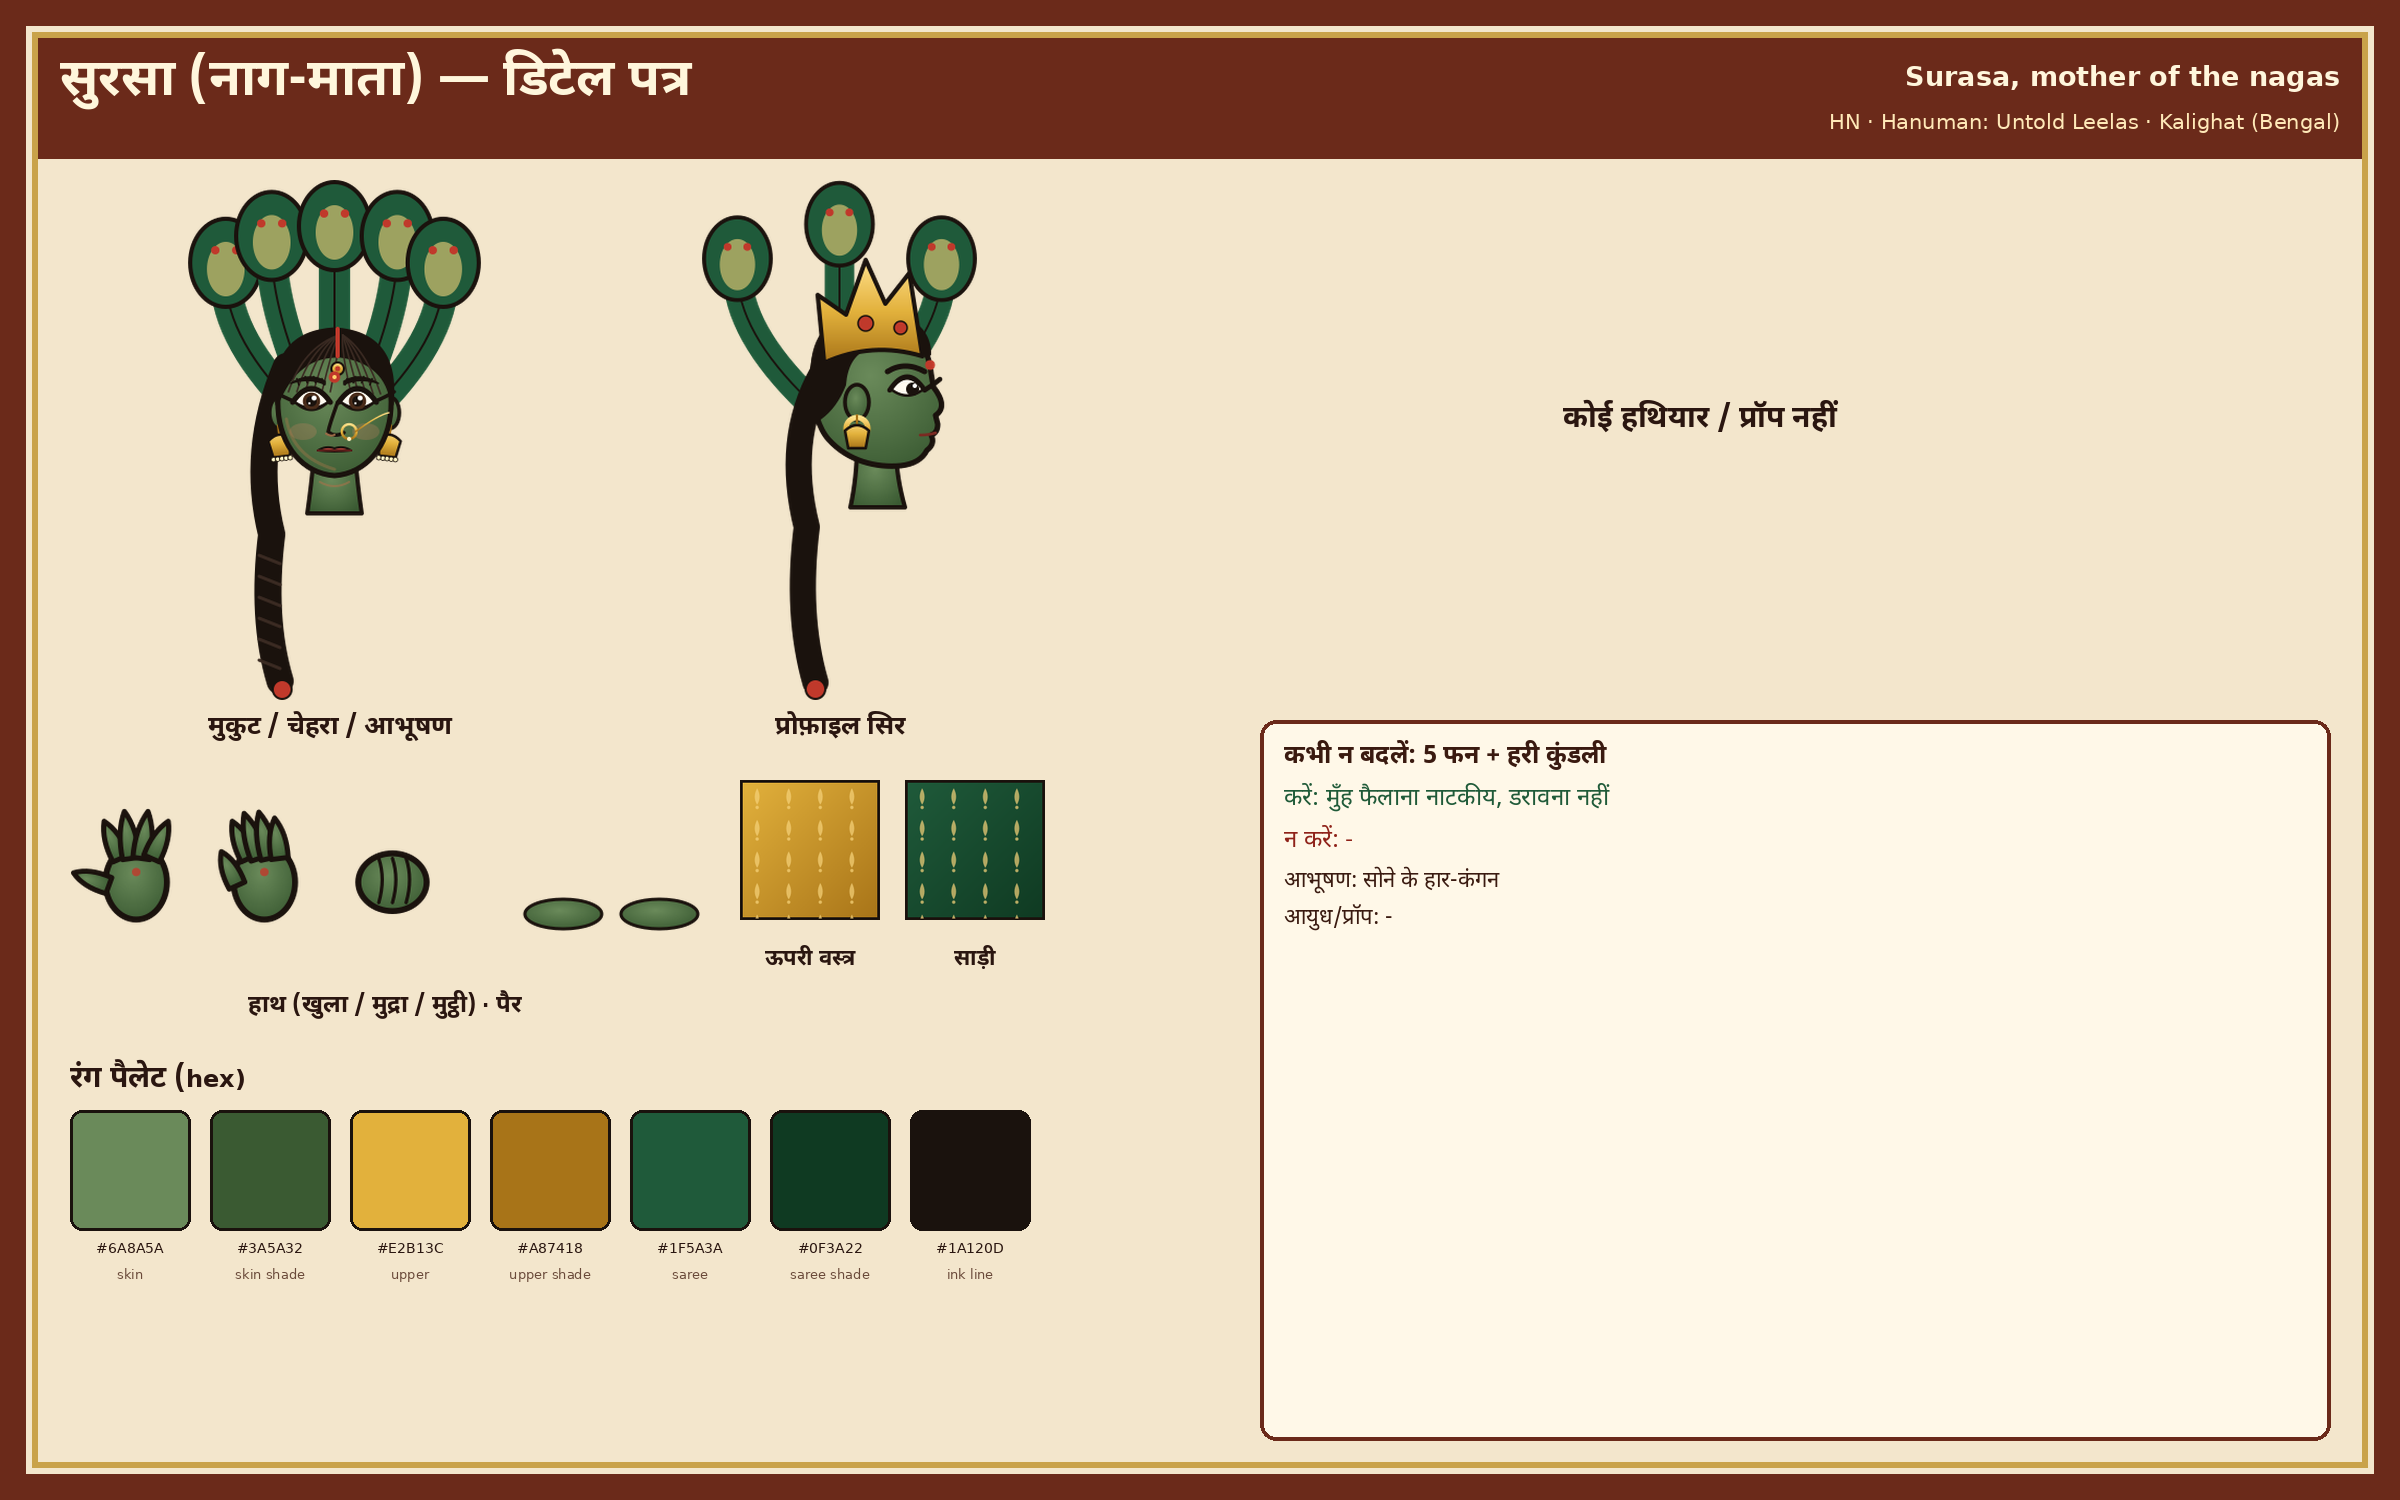 सुरसा (नाग-माता) — डिटेल पत्र
Surasa, mother of the nagas
HN · Hanuman: Untold Leelas · Kalighat (Bengal)
कोई हथियार / प्रॉप नहीं
मुकुट / चेहरा / आभूषण
प्रोफ़ाइल सिर
कभी न बदलें: 5 फन + हरी कुंडली
करें: मुँह फैलाना नाटकीय, डरावना नहीं
न करें: -
आभूषण: सोने के हार-कंगन
आयुध/प्रॉप: -
ऊपरी वस्त्र
साड़ी
हाथ (खुला / मुद्रा / मुट्ठी) · पैर
रंग पैलेट (hex)
#6A8A5A
#3A5A32
#E2B13C
#A87418
#1F5A3A
#0F3A22
#1A120D
skin
skin shade
upper
upper shade
saree
saree shade
ink line